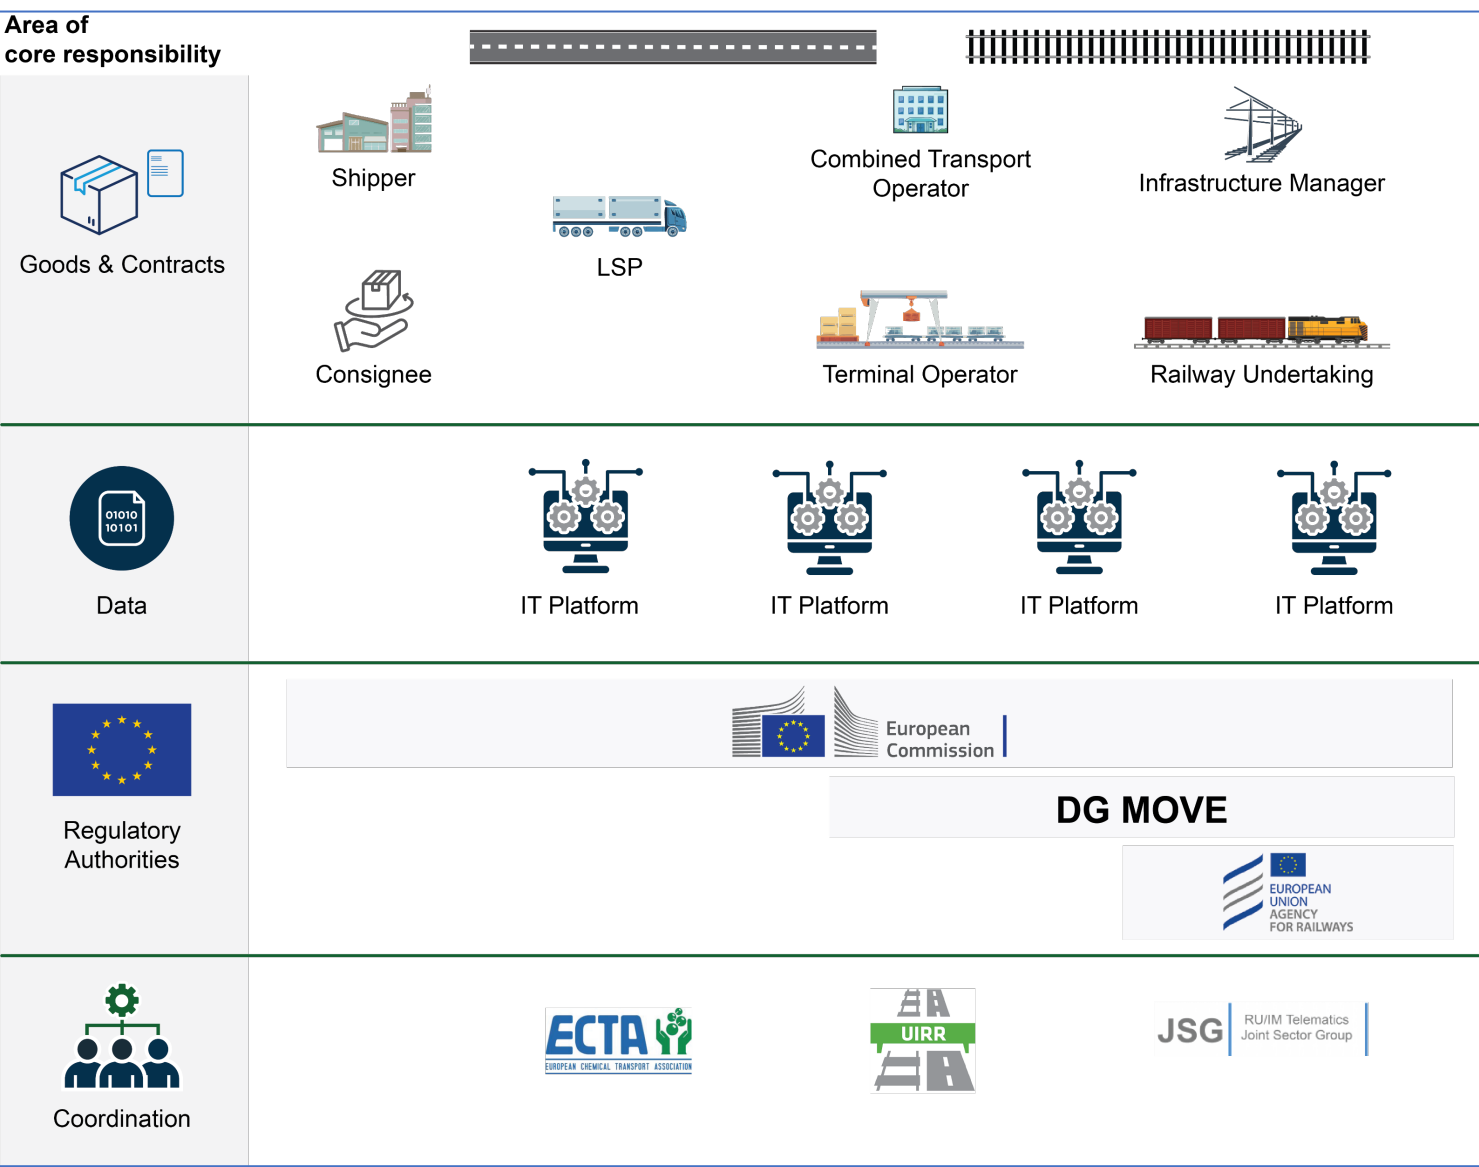 Area of
core responsibility
Shipper
Combined Transport
Operator
Infrastructure Manager
Goods & Contracts
LSP
Consignee
Terminal Operator
Railway Undertaking
01010
10101
Data
IT Platform
IT Platform
IT Platform
IT Platform
European
Commission
DG MOVE
Regulatory
Authorities
EUROPEAN
UNION
AGENCY
FOR RAILWAYS
ECTA
EUROPEAN CHEMICAL TRANSPORT ASSOCIATION
UIRR
JSG
RU/IM Telematics
Joint Sector Group
Coordination